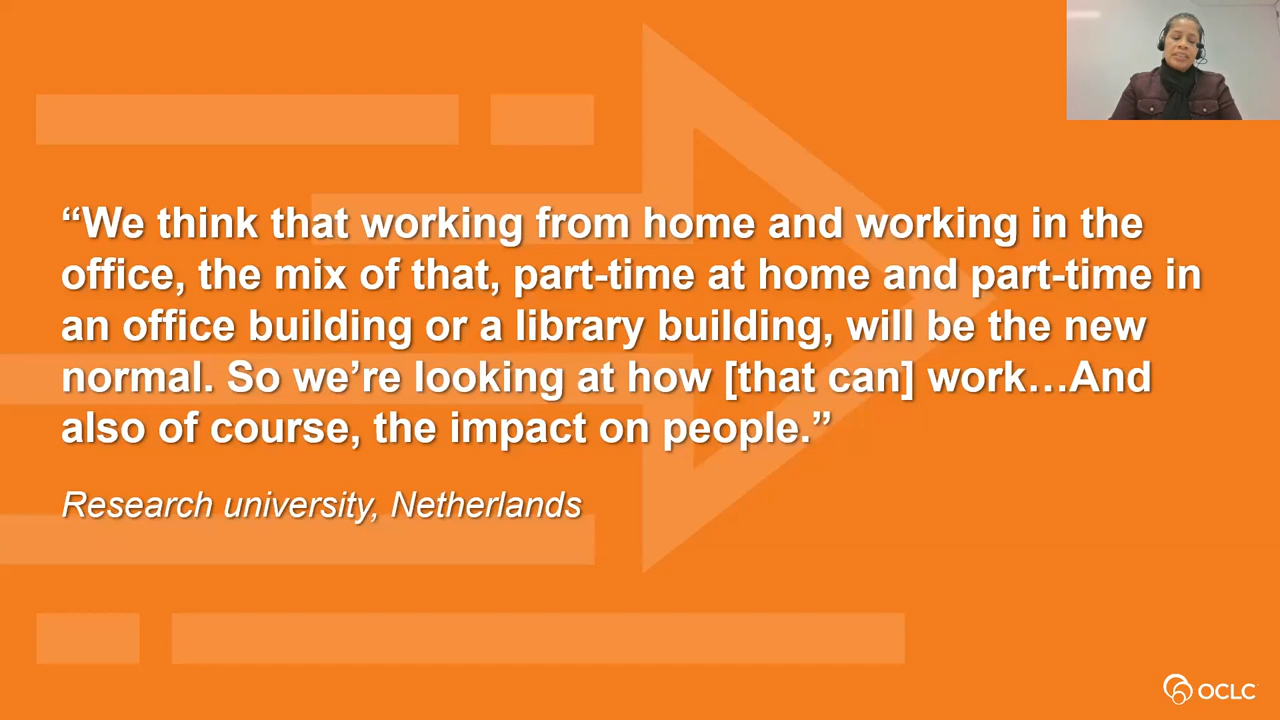 “We think that working from home and working in the
office, the mix of that, part-time at home and part-time in
an office building or a library building, will be the new
normal. So we’re looking at how [that can] work…And
also of course, the impact on people.”
Research university, Netherlands
OCLC